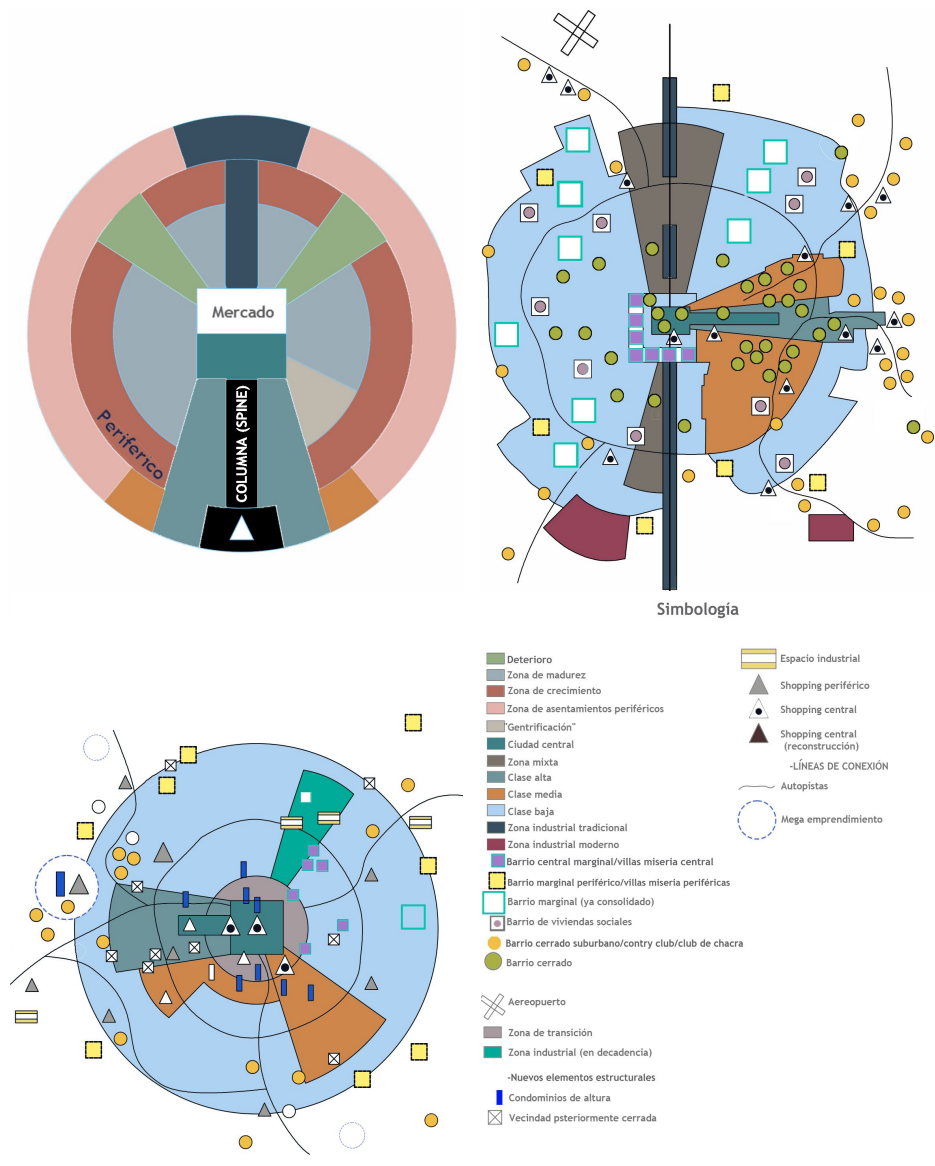 Mercado
COLUMNA (SPINE)
Períferico
Simbología
Deterioro
Zona de madurez
Zona de crecimiento
Zona de asentamientos periféricos
"Gentrificación"
Ciudad central
Zona mixta
Clase alta
Clase media
Clase baja
Zona industrial tradicional
Zona industrial moderno
Barrio central marginal/villas miseria central
Barrio marginal periférico/villas miseria periféricas
Barrio marginal (ya consolidado)
Barrio de viviendas sociales
Barrio cerrado suburbano/contry club/club de chacra
Barrio cerrado
Aereopuerto
Zona de transición
Zona industrial (en decadencia)
-Nuevos elementos estructurales
Condominios de altura
Vecindad psteriormente cerrada
Espacio industrial
Shopping periférico
Shopping central
Shopping central
(reconstrucción)
-LÍNEAS DE CONEXIÓN
Autopistas
Mega emprendimiento